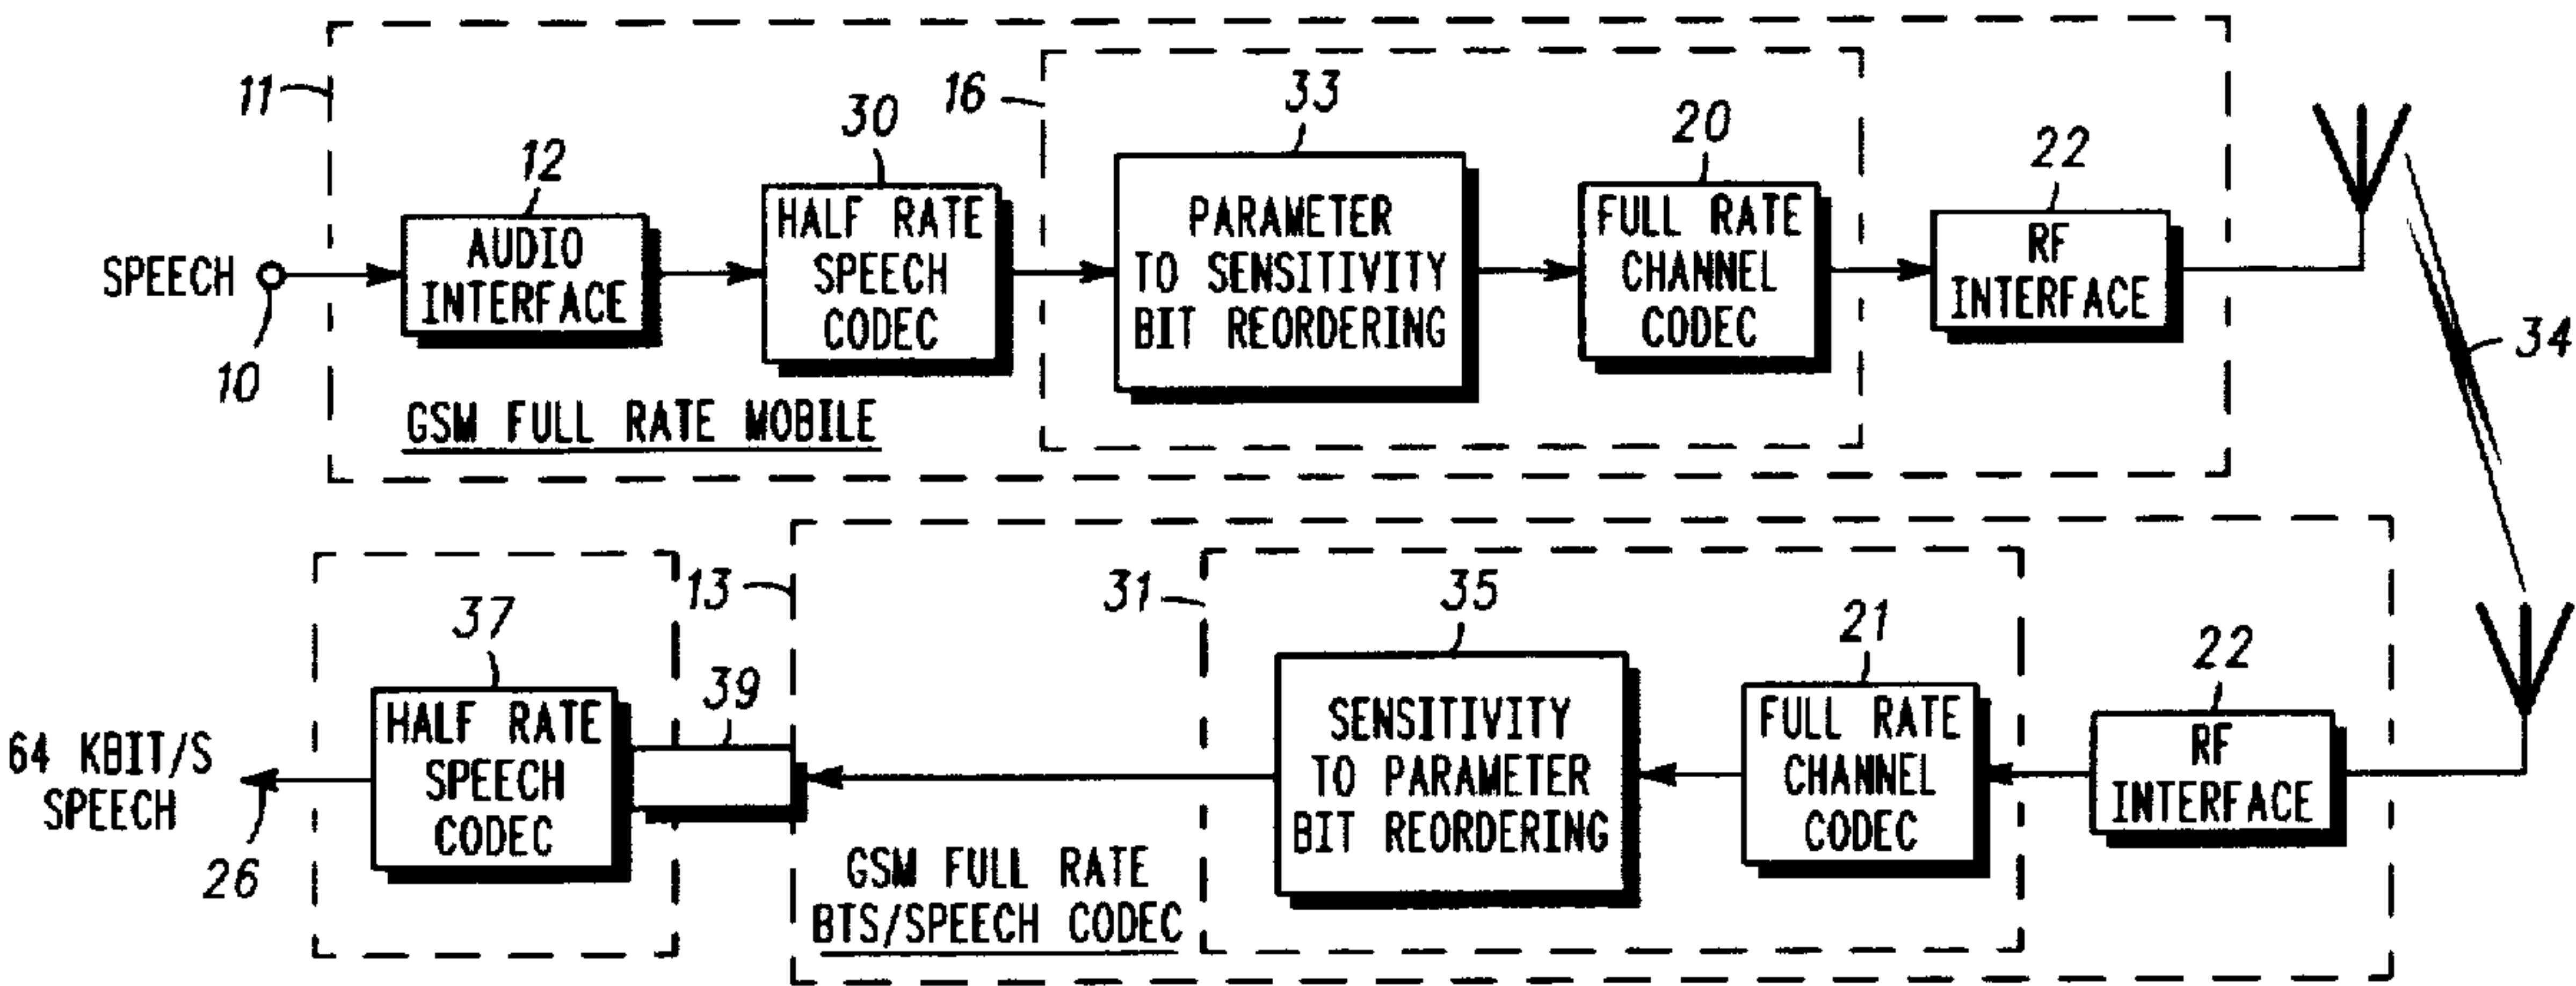 11
16
33
30
20
12
22
SPEECH
10
AUDIO
INTERFACE
HALF RATE
SPEECH
CODEC
PARAMETER
TO SENSITIVITY
BIT REORDERING
FULL RATE
CHANNEL
CODEC
RF
INTERFACE
34
GSM FULL RATE MOBILE
13
31
35
37
39
21
22
64 KBIT/S
SPEECH
26
HALF RATE
SPEECH
CODEC
SENSITIVITY
TO PARAMETER
BIT REORDERING
FULL RATE
CHANNEL
CODEC
RF
INTERFACE
GSM FULL RATE
BTS/SPEECH CODEC